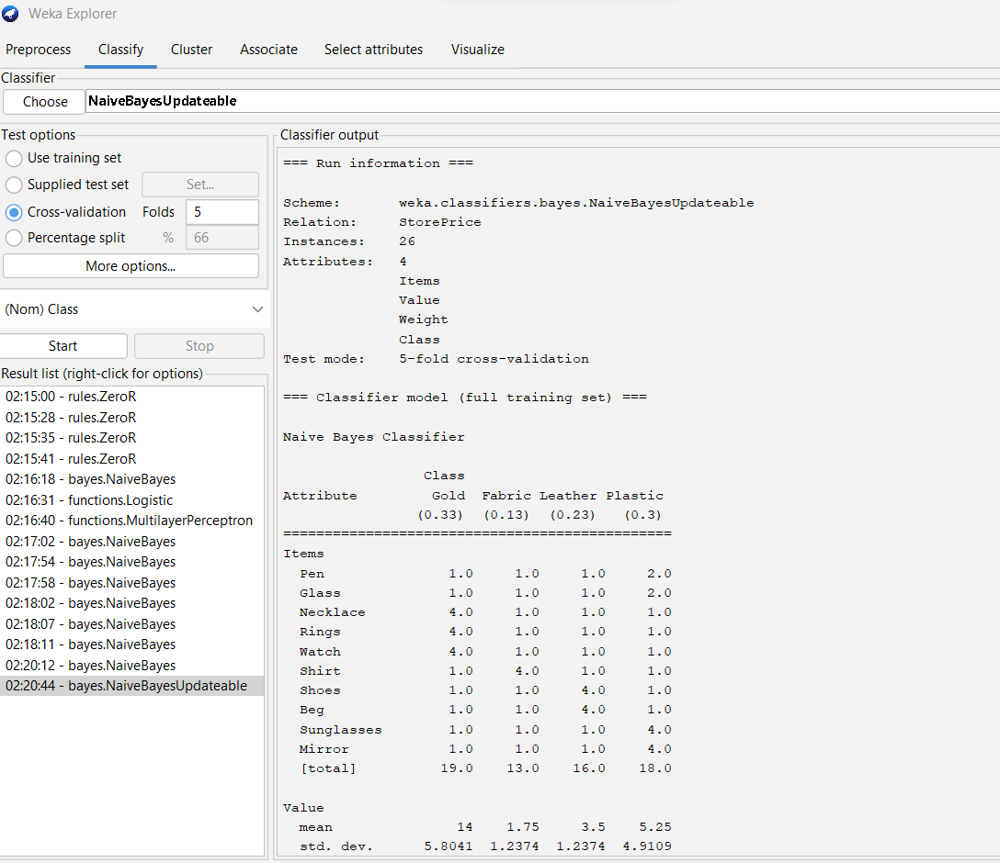 Weka Explorer
Preprocess Classify Cluster Associate Select attributes Visualize
Classifier
Choose NaiveBayesUpdateable
Test options
Use training set
Supplied test set Set...
Cross-validation Folds 5
Percentage split % 66
More options...
(Nom) Class
Start Stop
Result list (right-click for options)
02:15:00 - rules.ZeroR
02:15:28 - rules.ZeroR
02:15:35 - rules.ZeroR
02:15:41 - rules.ZeroR
02:16:18 - bayes.NaiveBayes
02:16:31 - functions.Logistic
02:16:40 - functions.MultilayerPerceptron
02:17:02 - bayes.NaiveBayes
02:17:54 - bayes.NaiveBayes
02:17:58 - bayes.NaiveBayes
02:18:02 - bayes.NaiveBayes
02:18:07 - bayes.NaiveBayes
02:18:11 - bayes.NaiveBayes
02:20:12 - bayes.NaiveBayes
02:20:44 - bayes.NaiveBayesUpdateable
Classifier output
=== Run information ===
Scheme: weka.classifiers.bayes.NaiveBayesUpdateable
Relation: StorePrice
Instances: 26
Attributes: 4
Items
Value
Weight
Class
Test mode: 5-fold cross-validation
=== Classifier model (full training set) ===
Naive Bayes Classifier
Class
Attribute Gold Fabric Leather Plastic
(0.33) (0.13) (0.23) (0.3)
===============================================
Items
Pen 1.0 1.0 1.0 2.0
Glass 1.0 1.0 1.0 2.0
Necklace 4.0 1.0 1.0 1.0
Rings 4.0 1.0 1.0 1.0
Watch 4.0 1.0 1.0 1.0
Shirt 1.0 4.0 1.0 1.0
Shoes 1.0 1.0 4.0 1.0
Beg 1.0 1.0 4.0 1.0
Sunglasses 1.0 1.0 1.0 4.0
Mirror 1.0 1.0 1.0 4.0
[total] 19.0 13.0 16.0 18.0
Value
mean 14 1.75 3.5 5.25
std. dev. 5.8041 1.2374 1.2374 4.9109